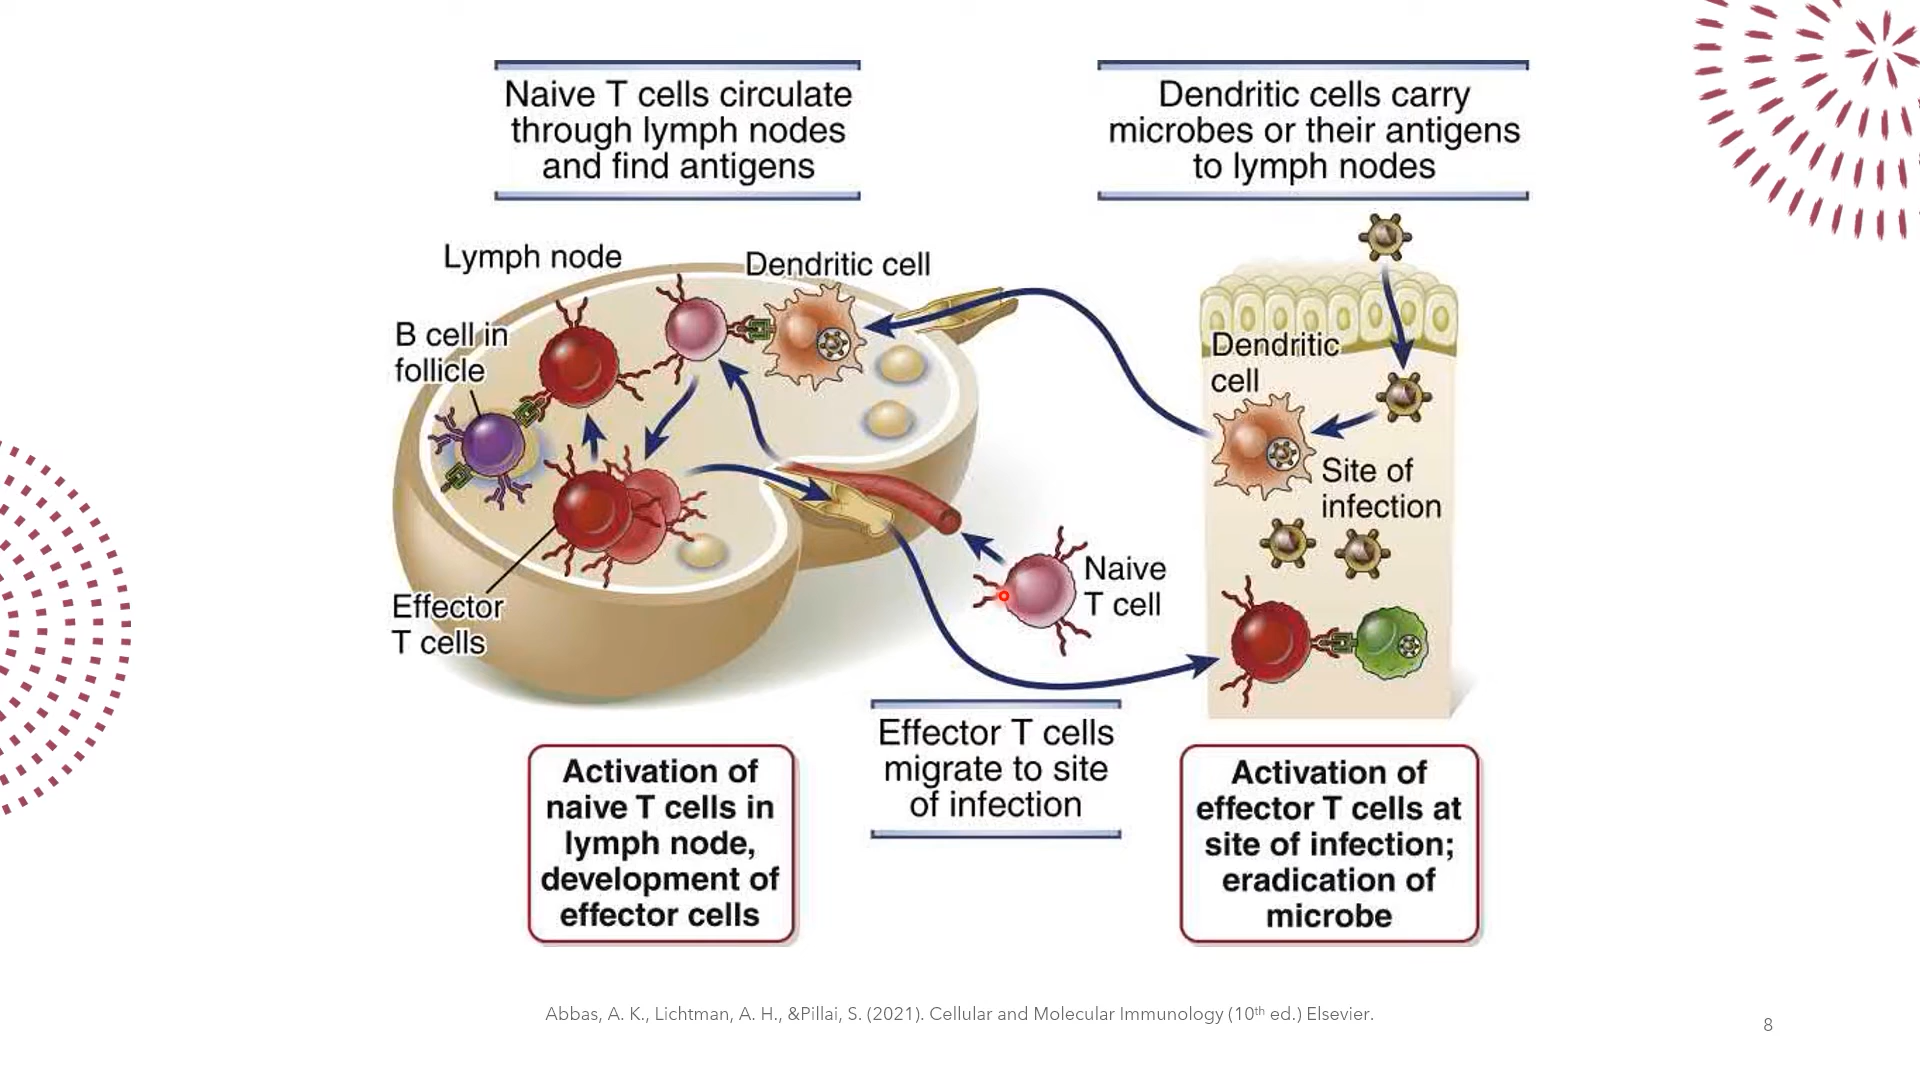 Naive T cells circulate
through lymph nodes
and find antigens
Dendritic cells carry
microbes or their antigens
to lymph nodes
Lymph node
Dendritic cell
B cell in
follicle
Dendritic
cell
Site of
infection
Naive
T cell
Effector
T cells
Effector T cells
migrate to site
of infection
Activation of
naive T cells in
lymph node,
development of
effector cells
Activation of
effector T cells at
site of infection;
eradication of
microbe
Abbas, A. K., Lichtman, A. H., &Pillai, S. (2021). Cellular and Molecular Immunology (10th ed.) Elsevier.
8